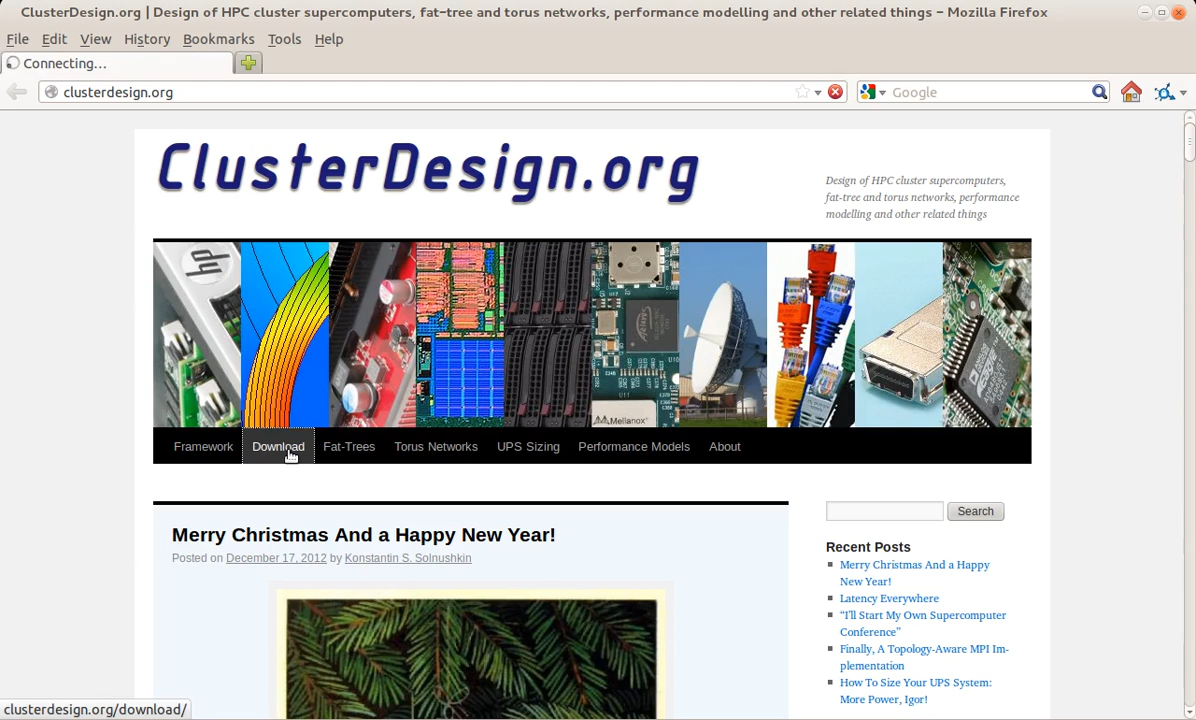 ClusterDesign.org | Design of HPC cluster supercomputers, fat-tree and torus networks, performance modelling and other related things - Mozilla Firefox
File Edit View History Bookmarks Tools Help
Connecting...
clusterdesign.org
Google
ClusterDesign.org
Design of HPC cluster supercomputers,
fat-tree and torus networks, performance
modelling and other related things
hp
Mellanox
Framework Download Fat-Trees Torus Networks UPS Sizing Performance Models About
Merry Christmas And a Happy New Year!
Posted on December 17, 2012 by Konstantin S. Solnushkin
Search
Recent Posts
Merry Christmas And a Happy
New Year!
Latency Everywhere
“I’ll Start My Own Supercomputer
Conference”
Finally, A Topology-Aware MPI Im-
plementation
How To Size Your UPS System:
More Power, Igor!
clusterdesign.org/download/